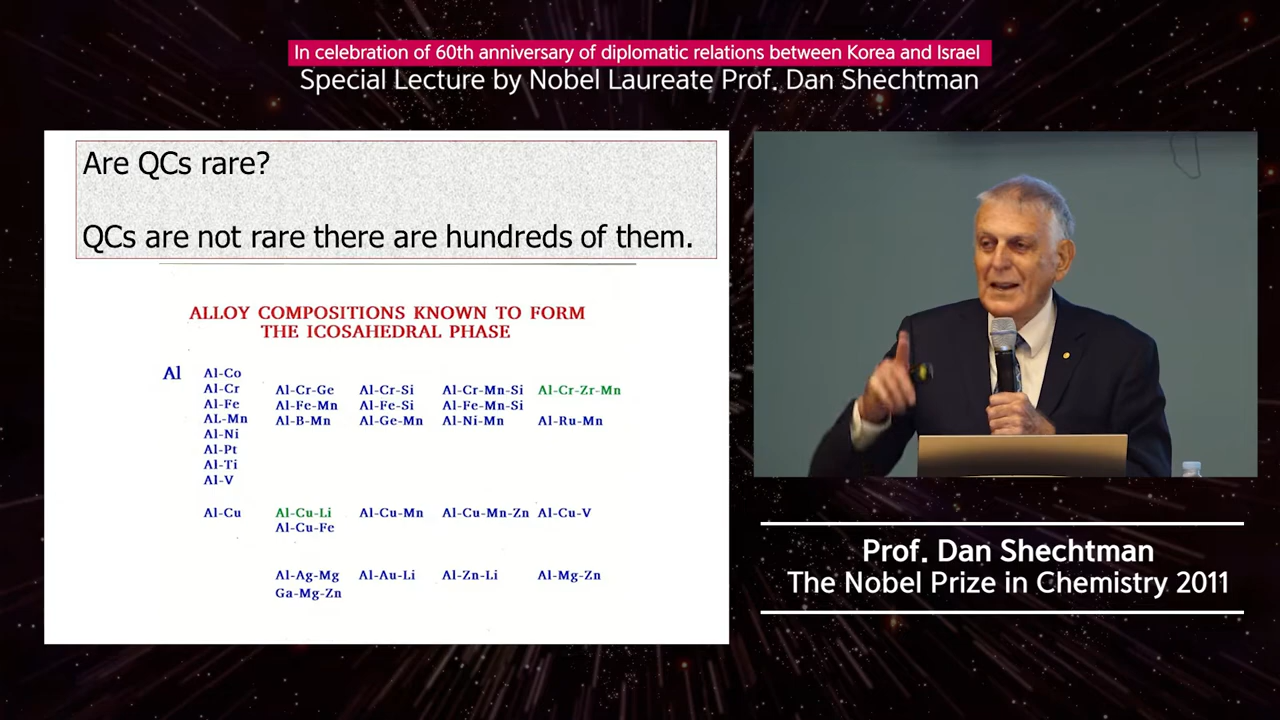 In celebration of 60th anniversary of diplomatic relations between Korea and Israel
Special Lecture by Nobel Laureate Prof. Dan Shechtman
Are QCs rare?
QCs are not rare there are hundreds of them.
ALLOY COMPOSITIONS KNOWN TO FORM
THE ICOSAHEDRAL PHASE
Al Al-Co
Al-Cr Al-Cr-Ge Al-Cr-Si Al-Cr-Mn-Si Al-Cr-Zr-Mn
Al-Fe Al-Fe-Mn Al-Fe-Si Al-Fe-Mn-Si
AL-Mn Al-B-Mn Al-Ge-Mn Al-Ni-Mn Al-Ru-Mn
Al-Ni
Al-Pt
Al-Ti
Al-V
Al-Cu Al-Cu-Li Al-Cu-Mn Al-Cu-Mn-Zn Al-Cu-V
Al-Cu-Fe
Al-Ag-Mg Al-Au-Li Al-Zn-Li Al-Mg-Zn
Ga-Mg-Zn
Prof. Dan Shechtman
The Nobel Prize in Chemistry 2011